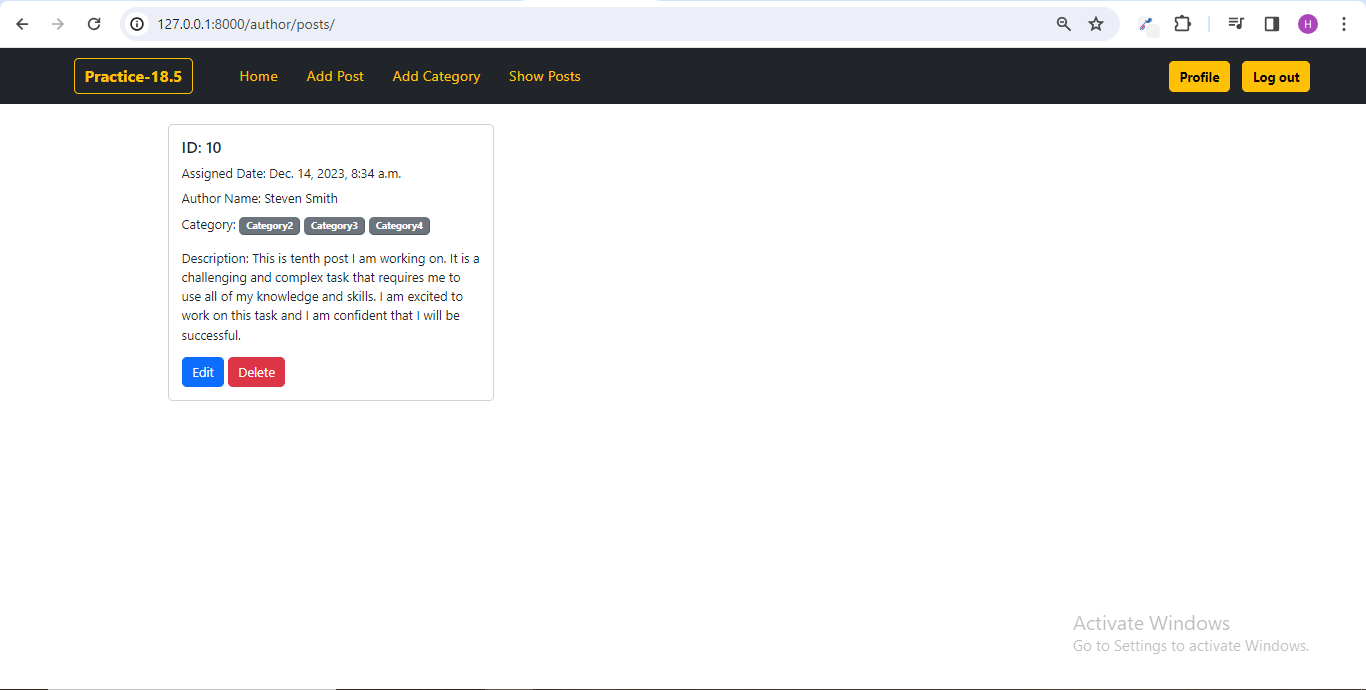 127.0.0.1:8000/author/posts/
H
Practice-18.5 Home Add Post Add Category Show Posts Profile Log out
ID: 10
Assigned Date: Dec. 14, 2023, 8:34 a.m.
Author Name: Steven Smith
Category: Category2 Category3 Category4
Description: This is tenth post I am working on. It is a
challenging and complex task that requires me to
use all of my knowledge and skills. I am excited to
work on this task and I am confident that I will be
successful.
Edit Delete
Activate Windows
Go to Settings to activate Windows.